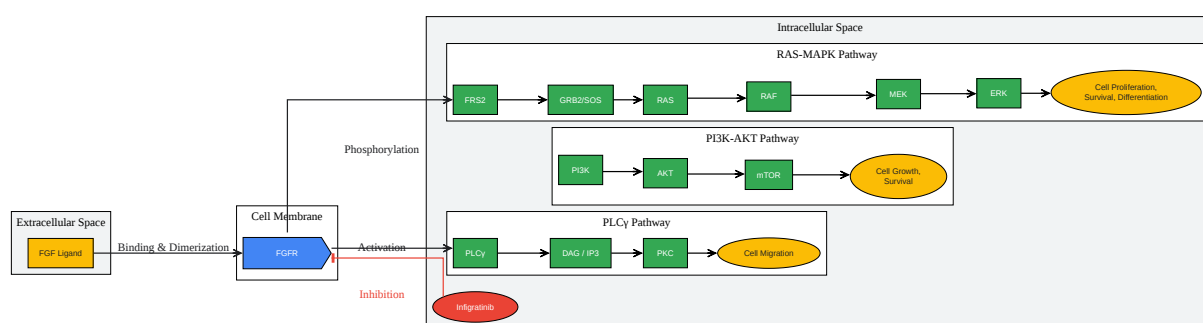 Intracellular Space
RAS-MAPK Pathway
FRS2
GRB2/SOS
RAS
RAF
MEK
ERK
Cell Proliferation,
Survival, Differentiation
Phosphorylation
PI3K-AKT Pathway
PI3K
AKT
mTOR
Cell Growth,
Survival
Extracellular Space
FGF Ligand
Binding & Dimerization
Cell Membrane
FGFR
Activation
PLCγ Pathway
PLCγ
DAG / IP3
PKC
Cell Migration
Inhibition
Infigratinib